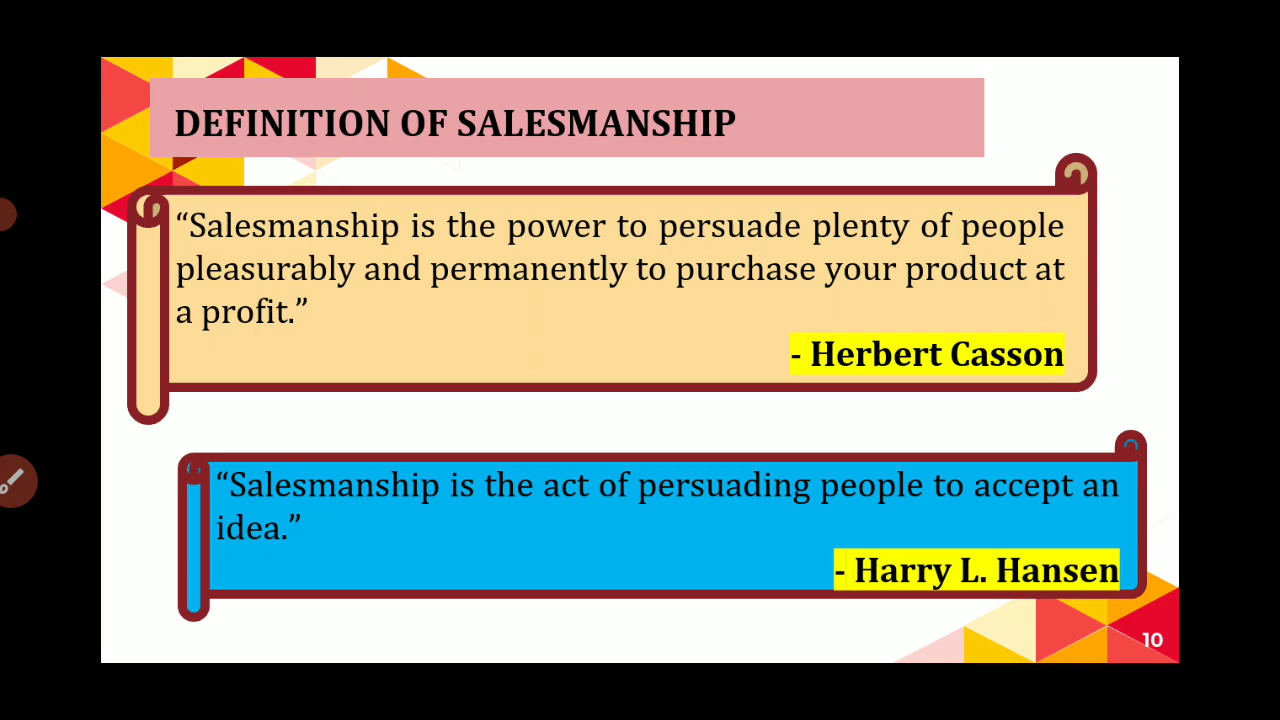 DEFINITION OF SALESMANSHIP
“Salesmanship is the power to persuade plenty of people
pleasurably and permanently to purchase your product at
a profit.”
- Herbert Casson
“Salesmanship is the act of persuading people to accept an
idea.”
- Harry L. Hansen
10